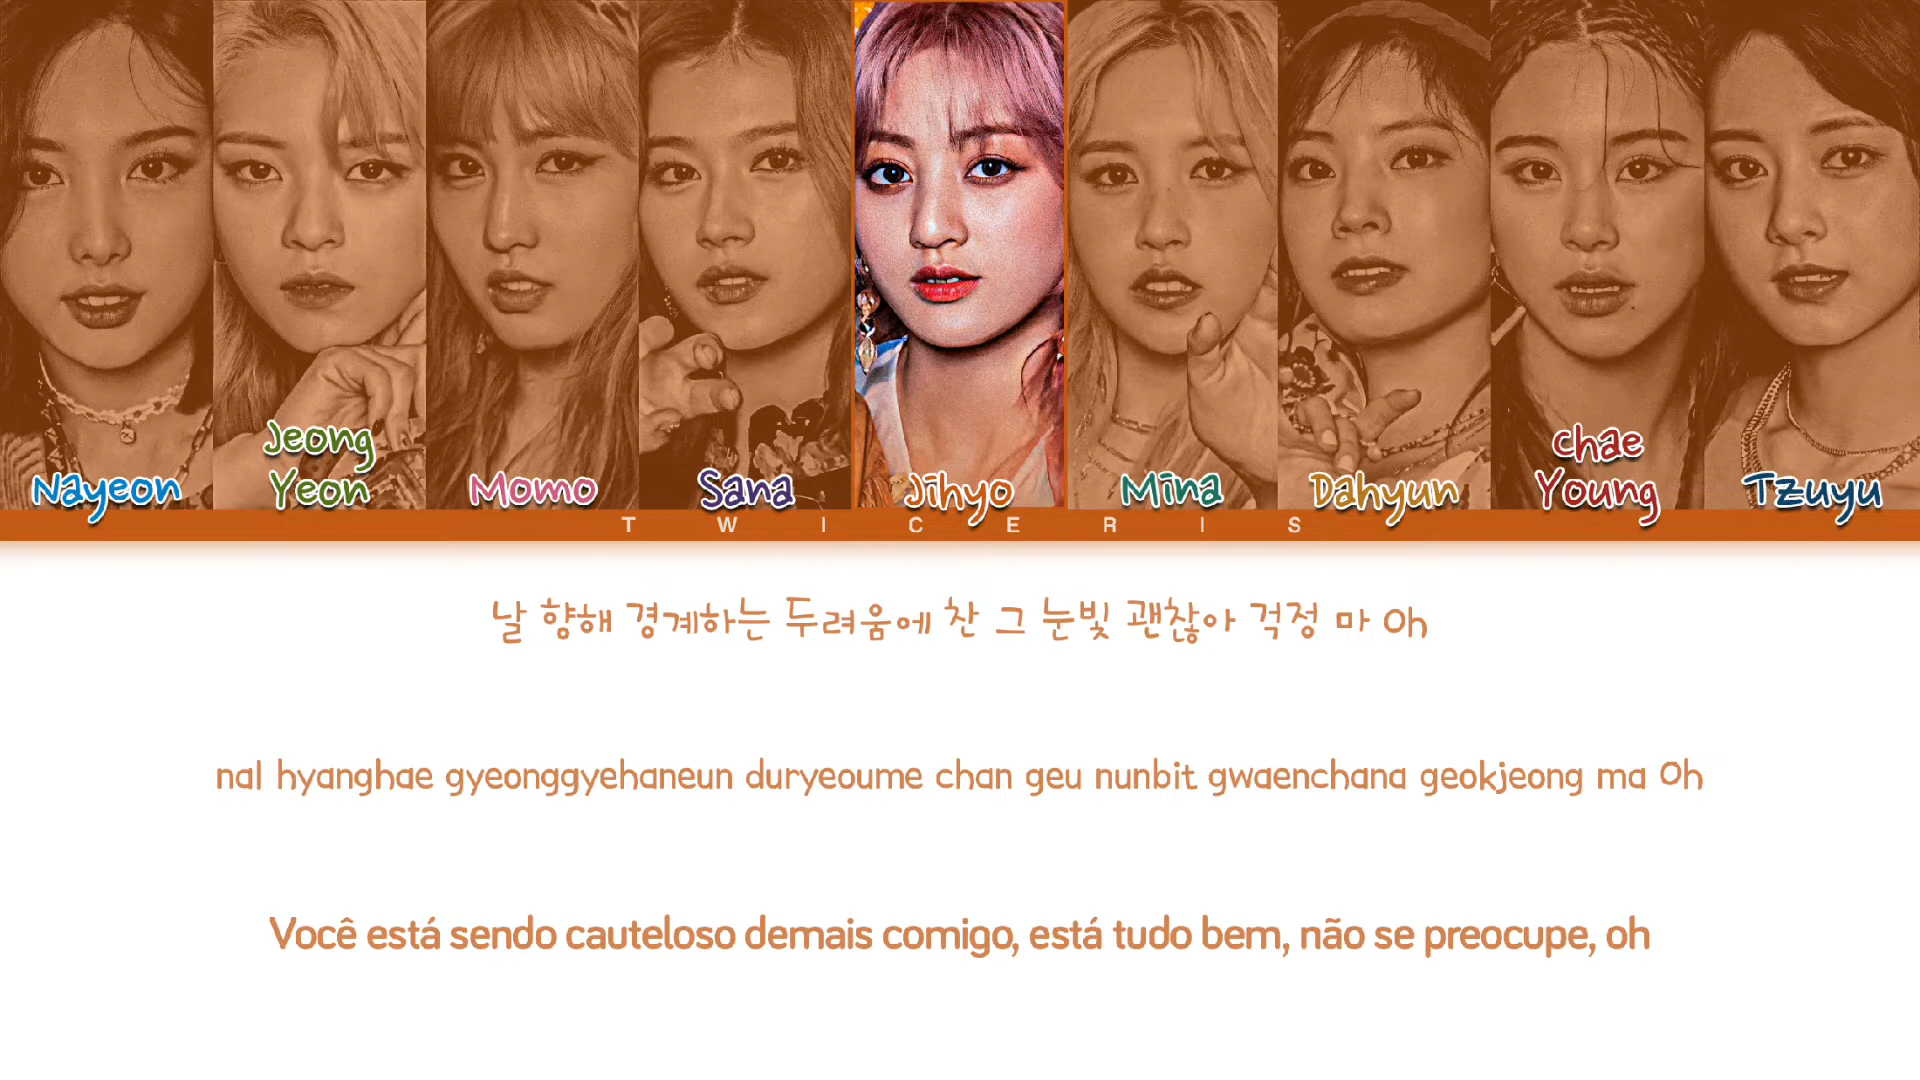 Nayeon
Jeong
Yeon
Momo
Sana
Jihyo
Mina
Dahyun
chae
Young
Tzuyu
TWICERIS
날 향해 경계하는 두려움에 찬 그 눈빛 괜찮아 걱정 마 Oh
nal hyanghae gyeonggyehaneun duryeoume chan geu nunbit gwaenchana geokjeong ma Oh
Você está sendo cauteloso demais comigo, está tudo bem, não se preocupe, oh